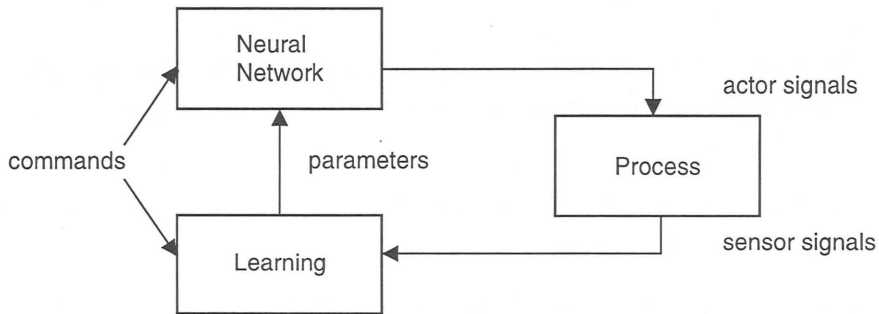 Neural
Network
actor signals
commands
parameters
Process
Learning
sensor signals